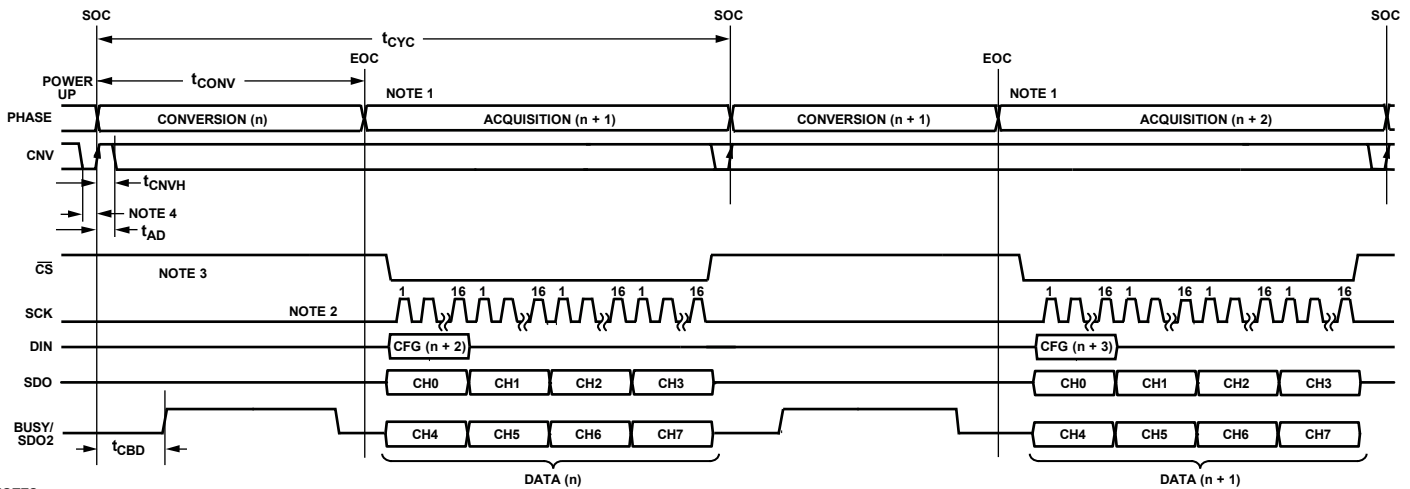 SOC SOC SOC
tCYC
EOC EOC
POWER UP tCONV
NOTE 1 NOTE 1
PHASE CONVERSION (n) ACQUISITION (n + 1) CONVERSION (n + 1) ACQUISITION (n + 2)
CNV
tCNVH
NOTE 4
tAD
CS NOTE 3
1 16 1 16 1 16 1 16 1 16 1 16 1 16 1 16
SCK NOTE 2
DIN CFG (n + 2) CFG (n + 3)
SDO CH0 CH1 CH2 CH3 CH0 CH1 CH2 CH3
BUSY/
SDO2 CH4 CH5 CH6 CH7 CH4 CH5 CH6 CH7
tCBD
DATA (n) DATA (n + 1)